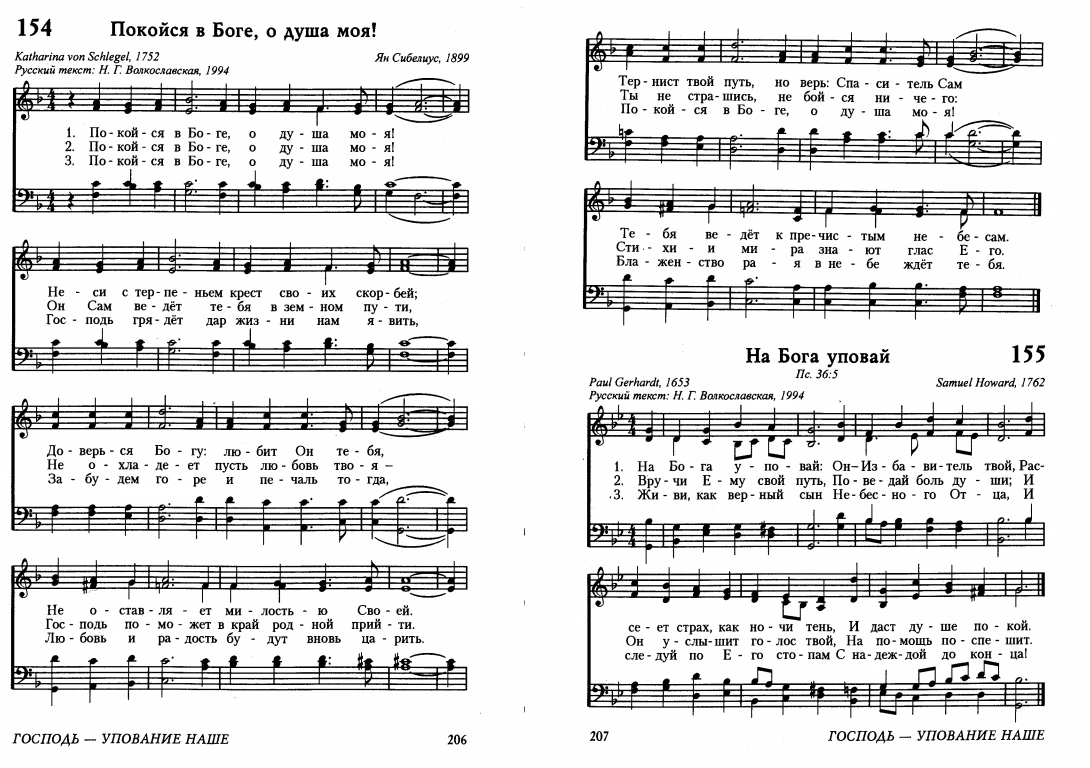 154 Покойся в Боге, о душа моя!
Katharina von Schlegel, 1752 Ян Сибелиус, 1899
Русский текст: Н. Г. Волкославская, 1994
1. По - кой - ся в Бо - ге, о ду - ша мо - я!
2. По - кой - ся в Бо - ге, о ду - ша мо - я!
3. По - кой - ся в Бо - ге, о ду - ша мо - я!
Не - си с тер - пе - ньем крест сво - их скор - бей;
Он Сам ве - дёт те - бя в зем - ном пу - ти,
Гос - подь гря - дёт дар жиз - ни нам я - вить,
До - верь - ся Бо - гу: лю - бит Он те - бя,
Не о - хла - де - ет пусть лю - бовь тво - я –
За - бу - дем го - ре и пе - чаль то - гда,
Не о - став - ля - ет ми - лость - ю Сво - ей.
Гос - подь по - мо - жет в край род - ной прий - ти.
Лю - бовь и ра - дость бу - дут вновь ца - рить.
ГОСПОДЬ — УПОВАНИЕ НАШЕ 206
Тер - нист твой путь, но верь: Спа - си - тель Сам
Ты не стра - шись, не бой - ся ни - че - го:
По - кой - ся в Бо - ге, о ду - ша мо - я!
Те - бя ве - дёт к пре - чис - тым не - бе - сам.
Сти - хи - и ми - ра зна - ют глас Е - го.
Бла - жен - ство ра - я в не - бе ждёт те - бя.
На Бога уповай 155
Пс. 36:5
Paul Gerhardt, 1653 Samuel Howard, 1762
Русский текст: Н. Г. Волкославская, 1994
1. На Бо - га у - по - вай: Он–Из - ба - ви - тель твой, Рас-
2. Вру - чи Е - му свой путь, По - ве - дай боль ду - ши; И
3. Жи - ви, как вер - ный сын Не - бес - но - го От - ца, И
се - ет страх, как но - чи тень, И даст ду - ше по - кой.
Он у - слы - шит го - лос твой, На по - мощь по - спе - шит.
сле - дуй по Е - го сто - пам С на - деж - дой до кон - ца!
207 ГОСПОДЬ — УПОВАНИЕ НАШЕ